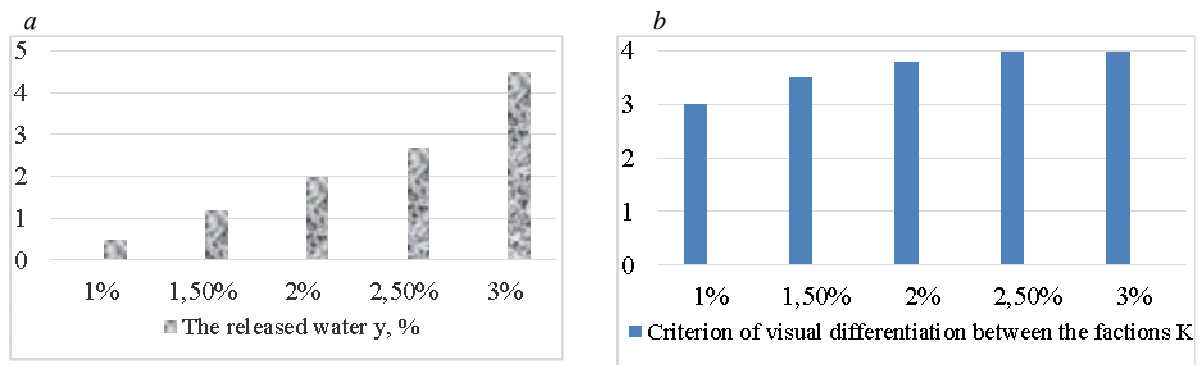 a
5
4
3
2
1
0
1% 1,50% 2% 2,50% 3%
The released water y, %
b
4
3
2
1
0
1% 1,50% 2% 2,50% 3%
Criterion of visual differentiation between the factions K